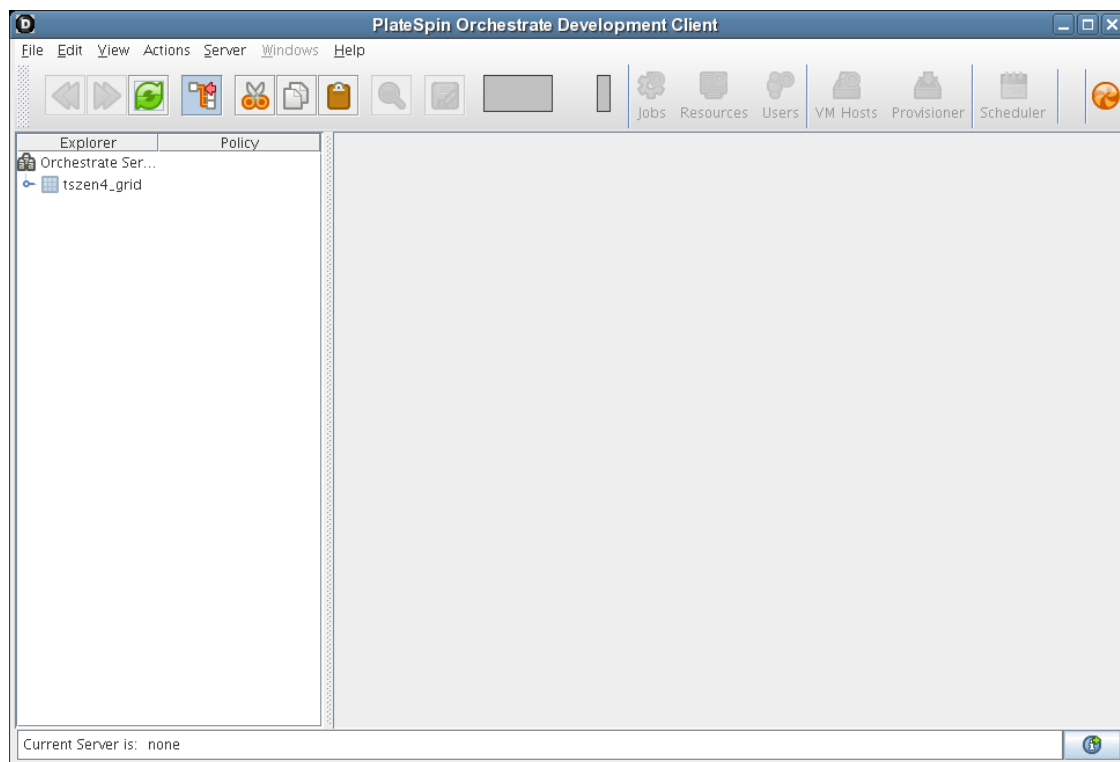 PlateSpin Orchestrate Development Client
File Edit View Actions Server Windows Help
Jobs Resources Users VM Hosts Provisioner Scheduler
Explorer Policy
Orchestrate Ser...
tszen4_grid
Current Server is: none